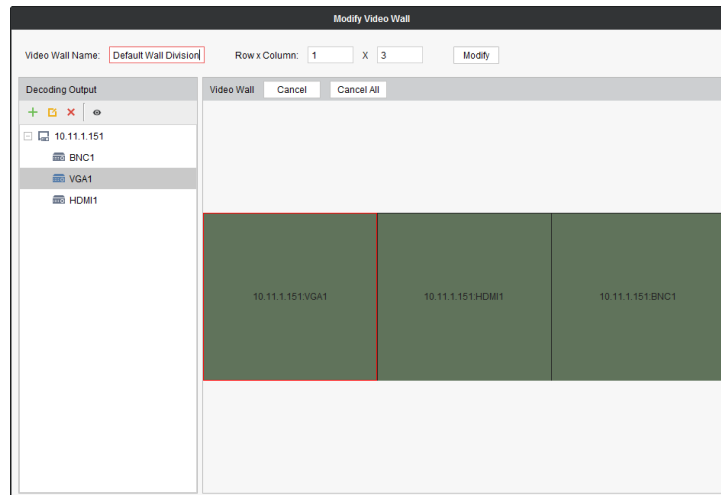 Modify Video Wall
Video Wall Name: Default Wall Division Row x Column: 1 X 3 Modify
Decoding Output
Video Wall Cancel Cancel All
10.11.1.151
BNC1
VGA1
HDMI1
10.11.1.151:VGA1 10.11.1.151:HDMI1 10.11.1.151:BNC1